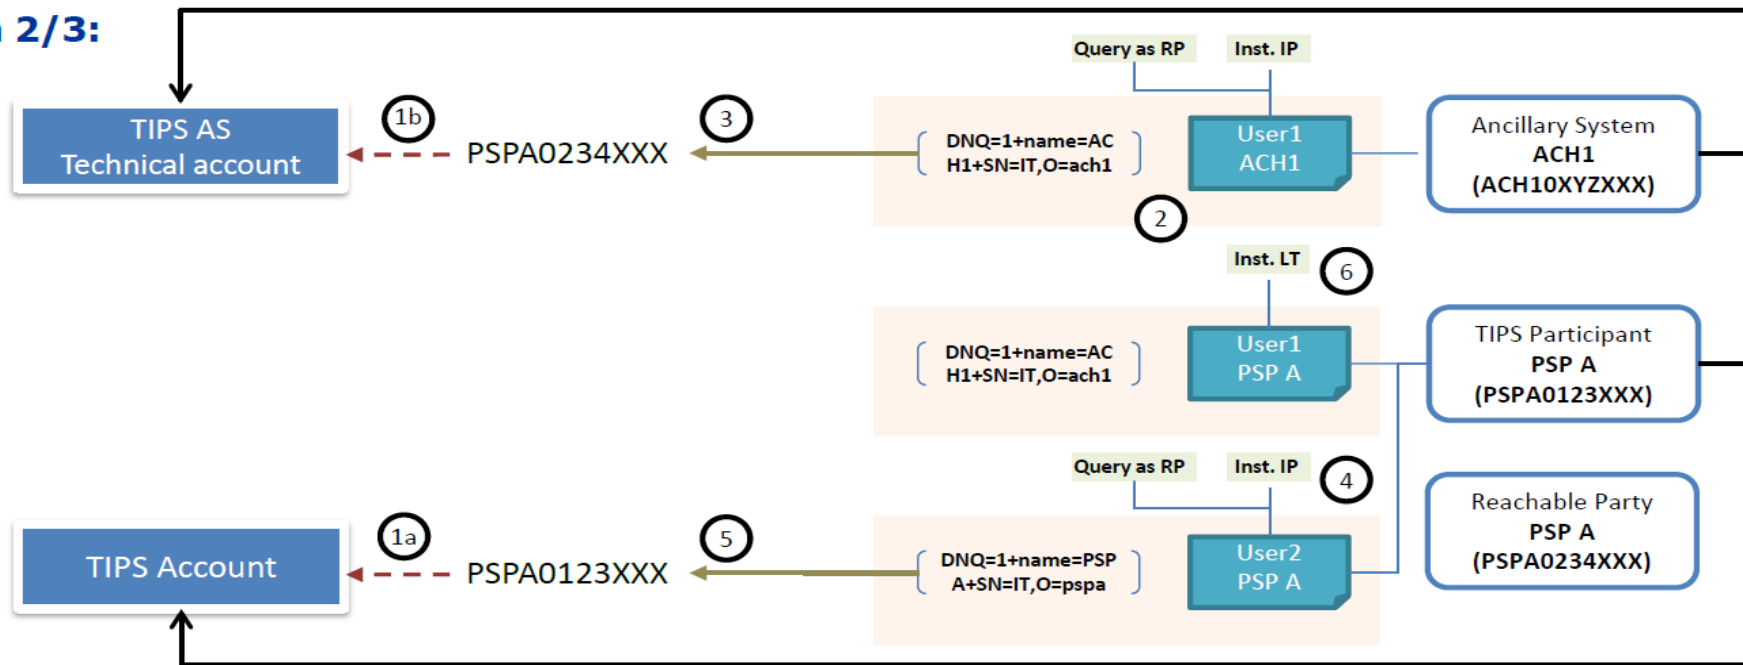 2/3:
Query as RP
Inst. IP
TIPS AS
Technical account
1b
PSPA0234XXX
3
DNQ=1+name=AC
H1+SN=IT,O=ach1
User1
ACH1
Ancillary System
ACH1
(ACH10XYZXXX)
2
Inst. LT
6
DNQ=1+name=AC
H1+SN=IT,O=ach1
User1
PSP A
TIPS Participant
PSP A
(PSPA0123XXX)
Query as RP
Inst. IP
4
TIPS Account
1a
PSPA0123XXX
5
DNQ=1+name=PSP
A+SN=IT,O=pspa
User2
PSP A
Reachable Party
PSP A
(PSPA0234XXX)